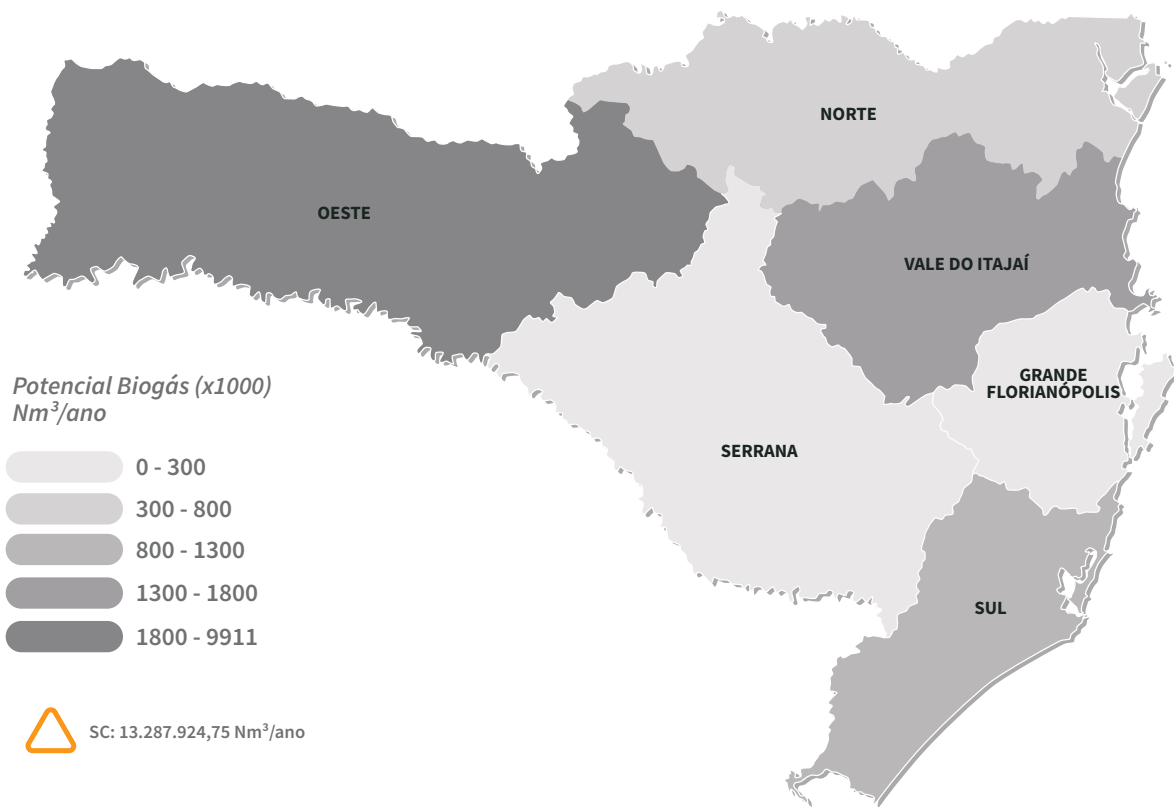 NORTE
OESTE
VALE DO ITAJAÍ
GRANDE
FLORIANÓPOLIS
SERRANA
SUL
Potencial Biogás (x1000)
Nm³/ano
0 - 300
300 - 800
800 - 1300
1300 - 1800
1800 - 9911
SC: 13.287.924,75 Nm³/ano